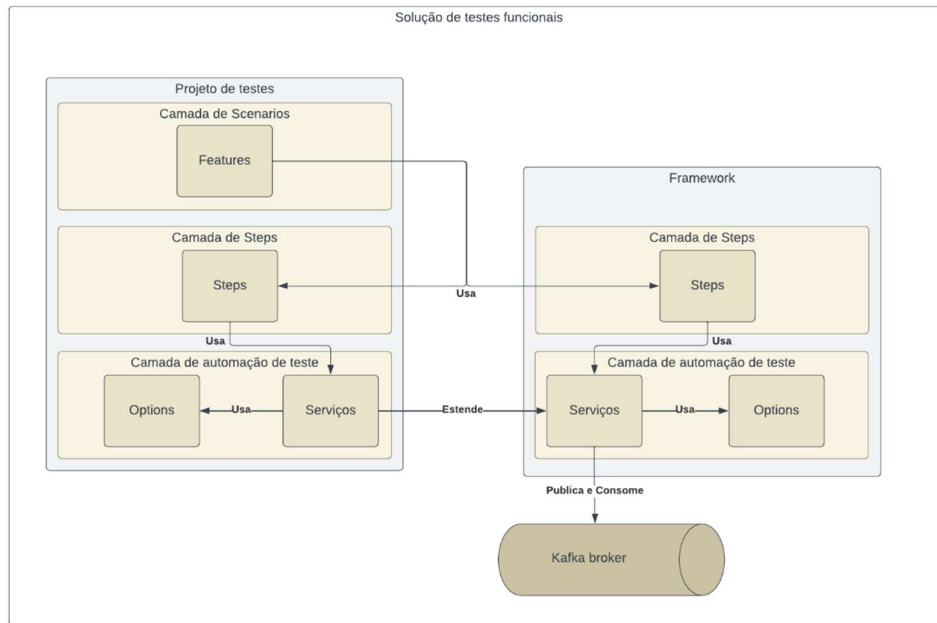 Solução de testes funcionais
Projeto de testes
Camada de Scenarios
Features
Framework
Camada de Steps
Camada de Steps
Steps
Steps
Usa
Usa
Usa
Camada de automação de teste
Camada de automação de teste
Options
Usa
Serviços
Estende
Serviços
Usa
Options
Publica e Consome
Kafka broker